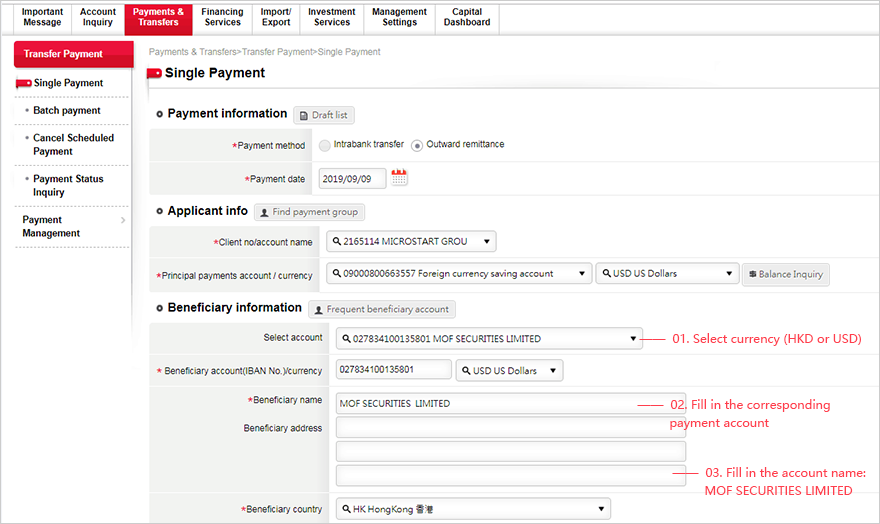 Important Message
Account Inquiry
Payments & Transfers
Financing Services
Import/ Export
Investment Services
Management Settings
Capital Dashboard
Transfer Payment
Single Payment
Batch payment
Cancel Scheduled
Payment
Payment Status
Inquiry
Payment
Management
Payments & Transfers>Transfer Payment>Single Payment
Single Payment
Payment information Draft list
*Payment method Intrabank transfer Outward remittance
*Payment date 2019/09/09
Applicant info Find payment group
*Client no/account name 2165114 MICROSTART GROU
*Principal payments account / currency 09000800663557 Foreign currency saving account USD US Dollars Balance Inquiry
Beneficiary information Frequent beneficiary account
Select account 027834100135801 MOF SECURITIES LIMITED 01. Select currency (HKD or USD)
* Beneficiary account(IBAN No.)/currency 027834100135801 USD US Dollars
*Beneficiary name MOF SECURITIES LIMITED 02. Fill in the corresponding
payment account
Beneficiary address
03. Fill in the account name:
MOF SECURITIES LIMITED
*Beneficiary country HK HongKong 香港